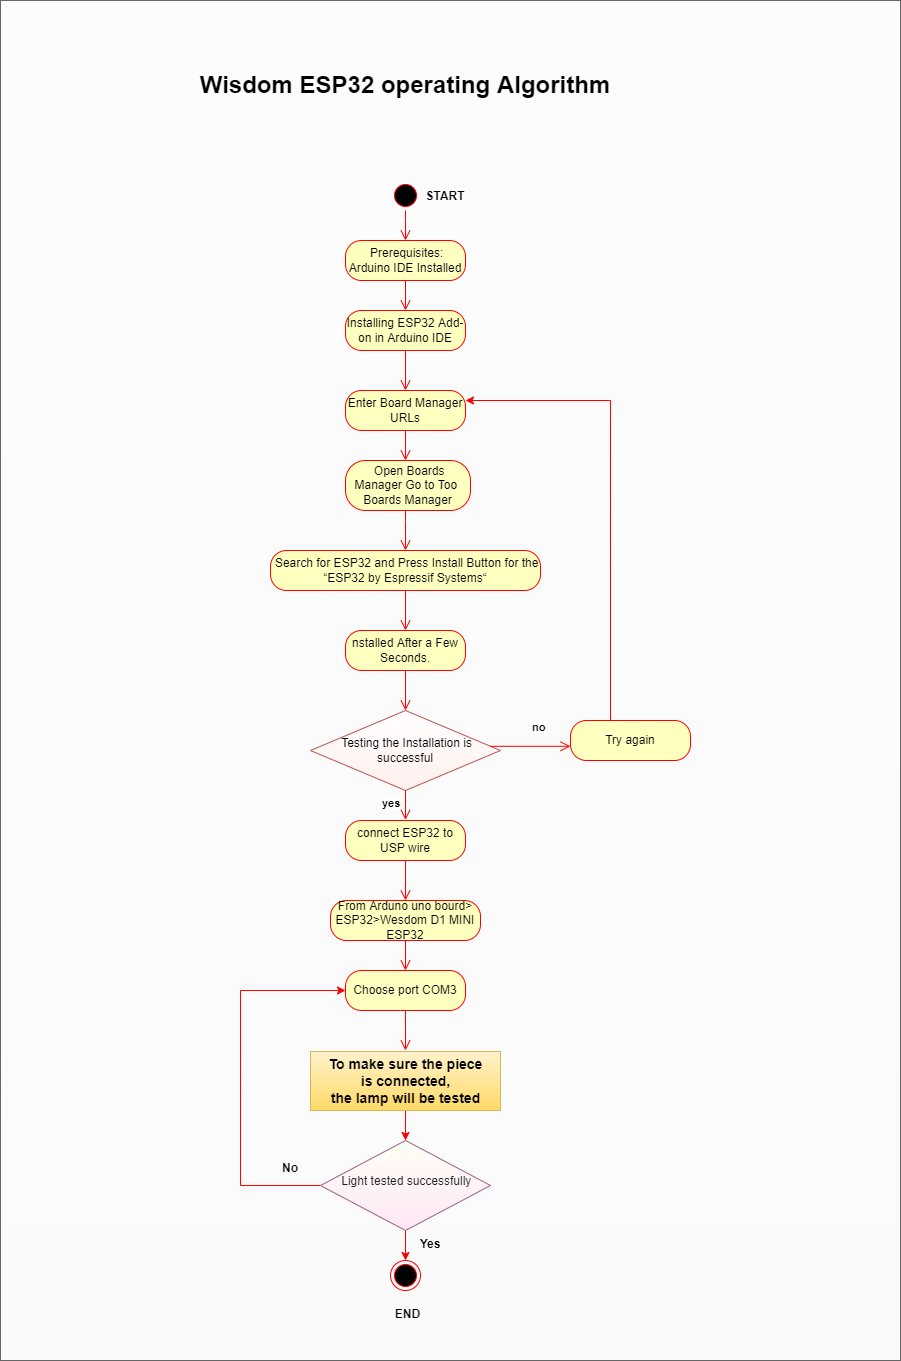 Wisdom ESP32 operating Algorithm
START
Prerequisites:
Arduino IDE Installed
Installing ESP32 Add-
on in Arduino IDE
Enter Board Manager
URLs
Open Boards
Manager Go to Too
Boards Manager
Search for ESP32 and Press Install Button for the
“ESP32 by Espressif Systems“
nstalled After a Few
Seconds.
Testing the Installation is
successful
no
Try again
yes
connect ESP32 to
USP wire
From Arduno uno bourd>
ESP32>Wesdom D1 MINI
ESP32
Choose port COM3
To make sure the piece
is connected,
the lamp will be tested
Light tested successfully
No
Yes
END